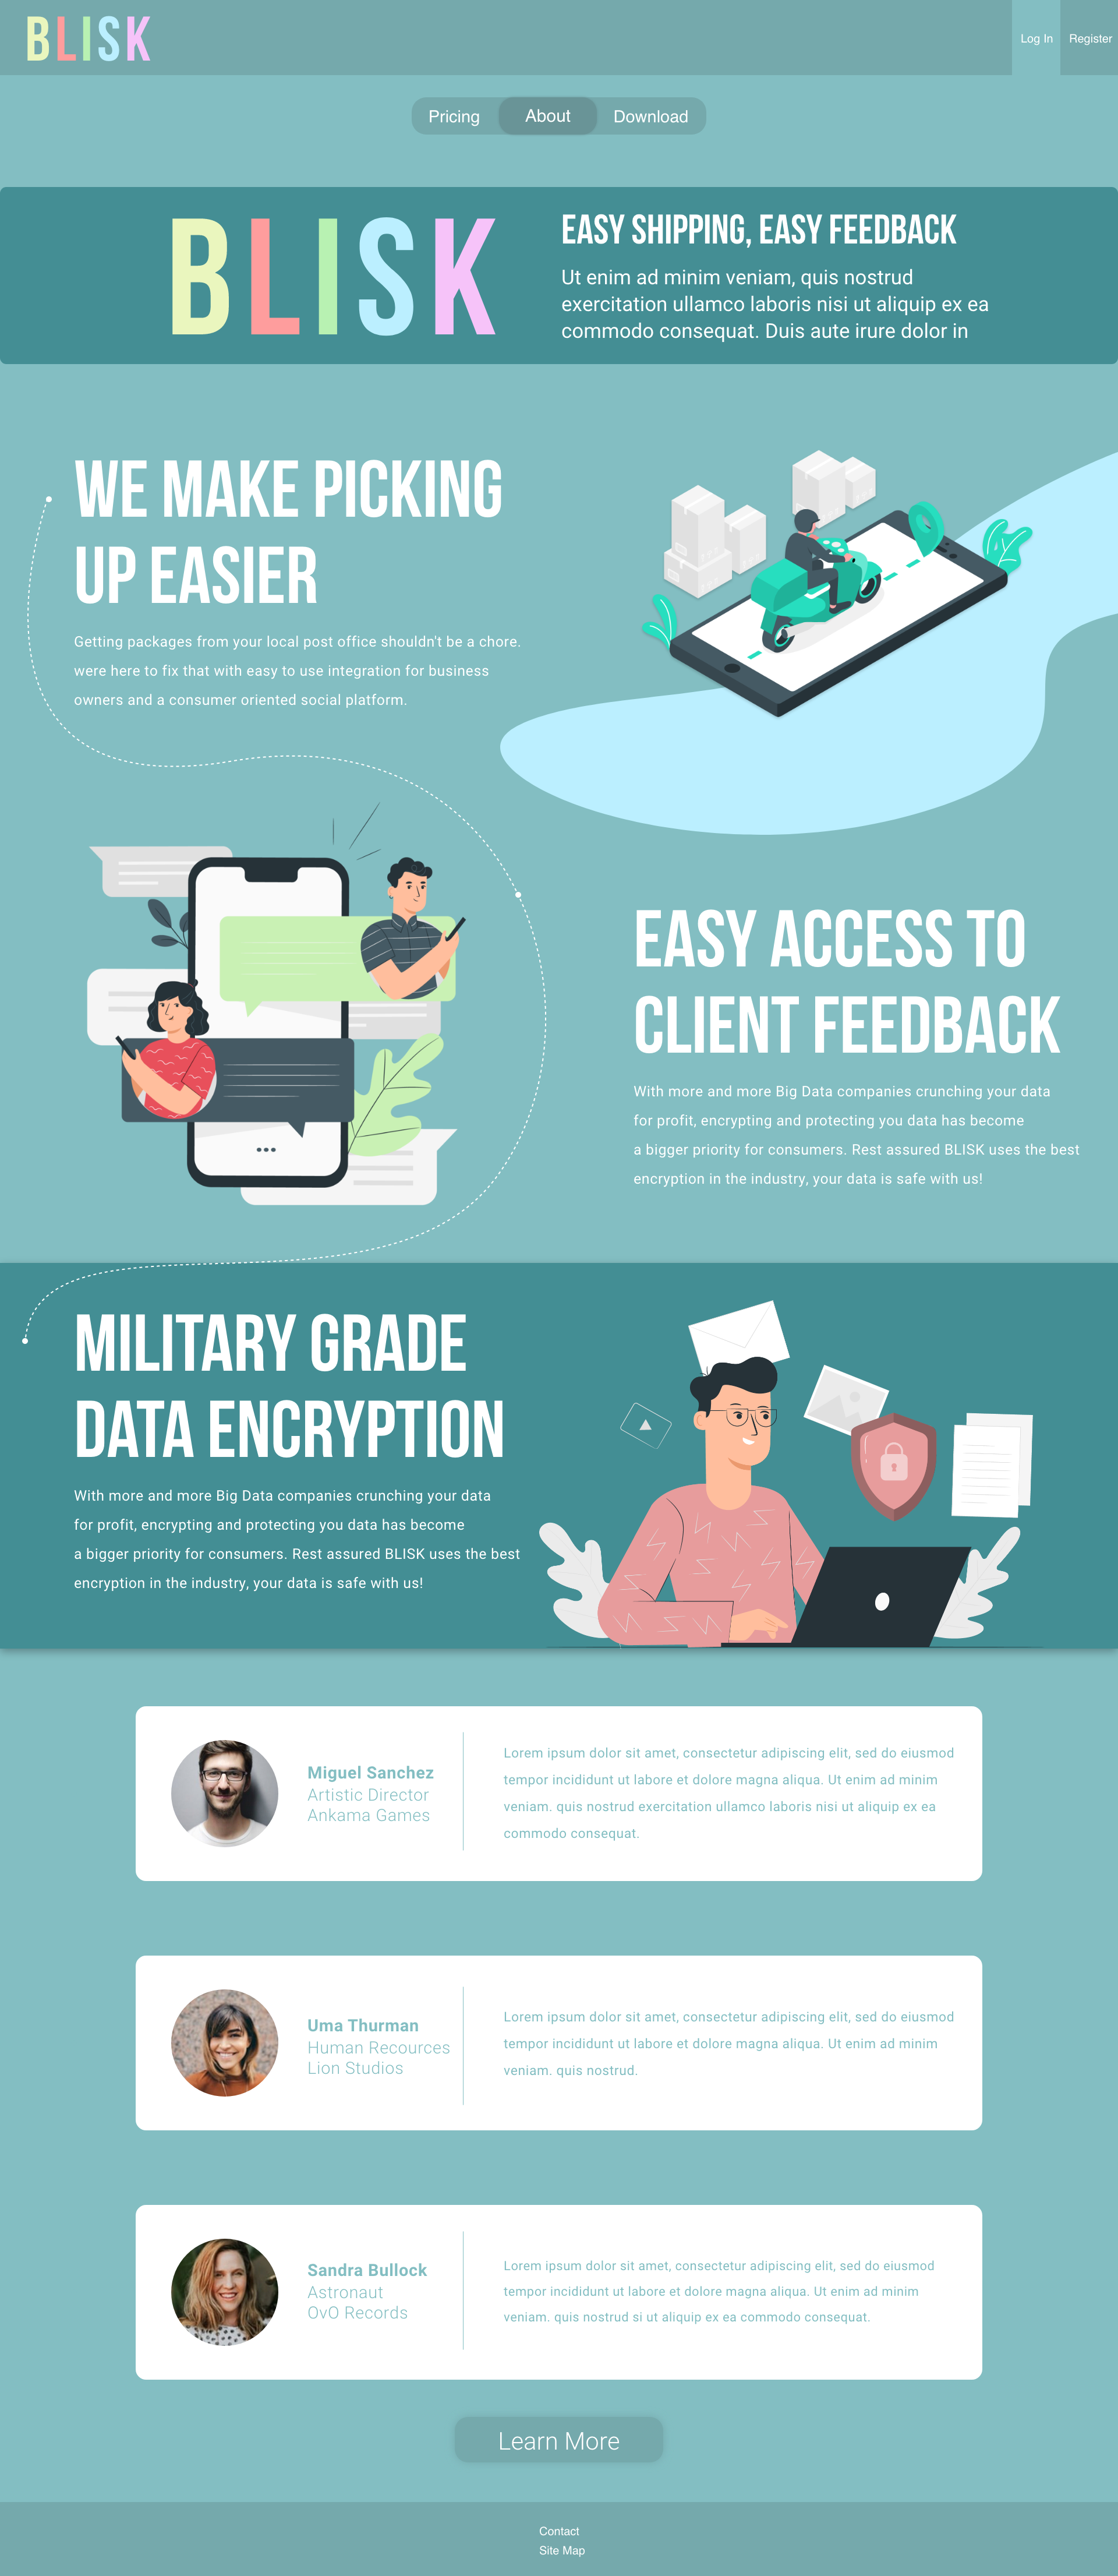 BLISK
Log In
Register
Pricing
About
Download
BLISK
EASY SHIPPING, EASY FEEDBACK
Ut enim ad minim veniam, quis nostrud
exercitation ullamco laboris nisi ut aliquip ex ea
commodo consequat. Duis aute irure dolor in
WE MAKE PICKING
UP EASIER
Getting packages from your local post office shouldn't be a chore.
were here to fix that with easy to use integration for business
owners and a consumer oriented social platform.
EASY ACCESS TO
CLIENT FEEDBACK
With more and more Big Data companies crunching your data
for profit, encrypting and protecting you data has become
a bigger priority for consumers. Rest assured BLISK uses the best
encryption in the industry, your data is safe with us!
MILITARY GRADE
DATA ENCRYPTION
With more and more Big Data companies crunching your data
for profit, encrypting and protecting you data has become
a bigger priority for consumers. Rest assured BLISK uses the best
encryption in the industry, your data is safe with us!
Miguel Sanchez
Artistic Director
Ankama Games
Lorem ipsum dolor sit amet, consectetur adipiscing elit, sed do eiusmod
tempor incididunt ut labore et dolore magna aliqua. Ut enim ad minim
veniam. quis nostrud exercitation ullamco laboris nisi ut aliquip ex ea
commodo consequat.
Uma Thurman
Human Recources
Lion Studios
Lorem ipsum dolor sit amet, consectetur adipiscing elit, sed do eiusmod
tempor incididunt ut labore et dolore magna aliqua. Ut enim ad minim
veniam. quis nostrud.
Sandra Bullock
Astronaut
OvO Records
Lorem ipsum dolor sit amet, consectetur adipiscing elit, sed do eiusmod
tempor incididunt ut labore et dolore magna aliqua. Ut enim ad minim
veniam. quis nostrud si ut aliquip ex ea commodo consequat.
Learn More
Contact
Site Map